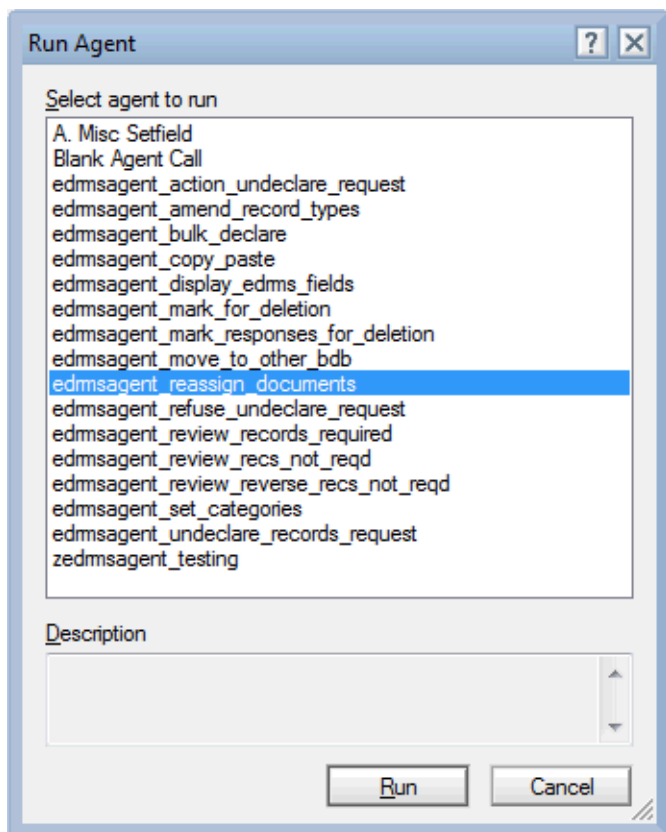 Run Agent
Select agent to run
A. Misc Setfield
Blank Agent Call
edrmsagent_action_undeclare_request
edrmsagent_amend_record_types
edrmsagent_bulk_declare
edrmsagent_copy_paste
edrmsagent_display_edrms_fields
edrmsagent_mark_for_deletion
edrmsagent_mark_responses_for_deletion
edrmsagent_move_to_other_bdb
edrmsagent_reassign_documents
edrmsagent_refuse_undeclare_request
edrmsagent_review_records_required
edrmsagent_review_recs_not_reqd
edrmsagent_review_reverse_recs_not_reqd
edrmsagent_set_categories
edrmsagent_undeclare_records_request
zedrmsagent_testing
Description
Run Cancel